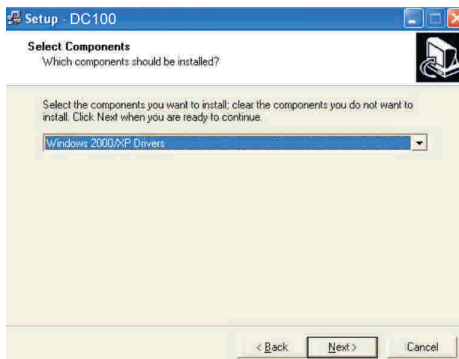 Setup - DC100
Select Components
Which components should be installed?
Select the components you want to install; clear the components you do not want to
install. Click Next when you are ready to continue.
Windows 2000/XP Drivers
< Back Next > Cancel